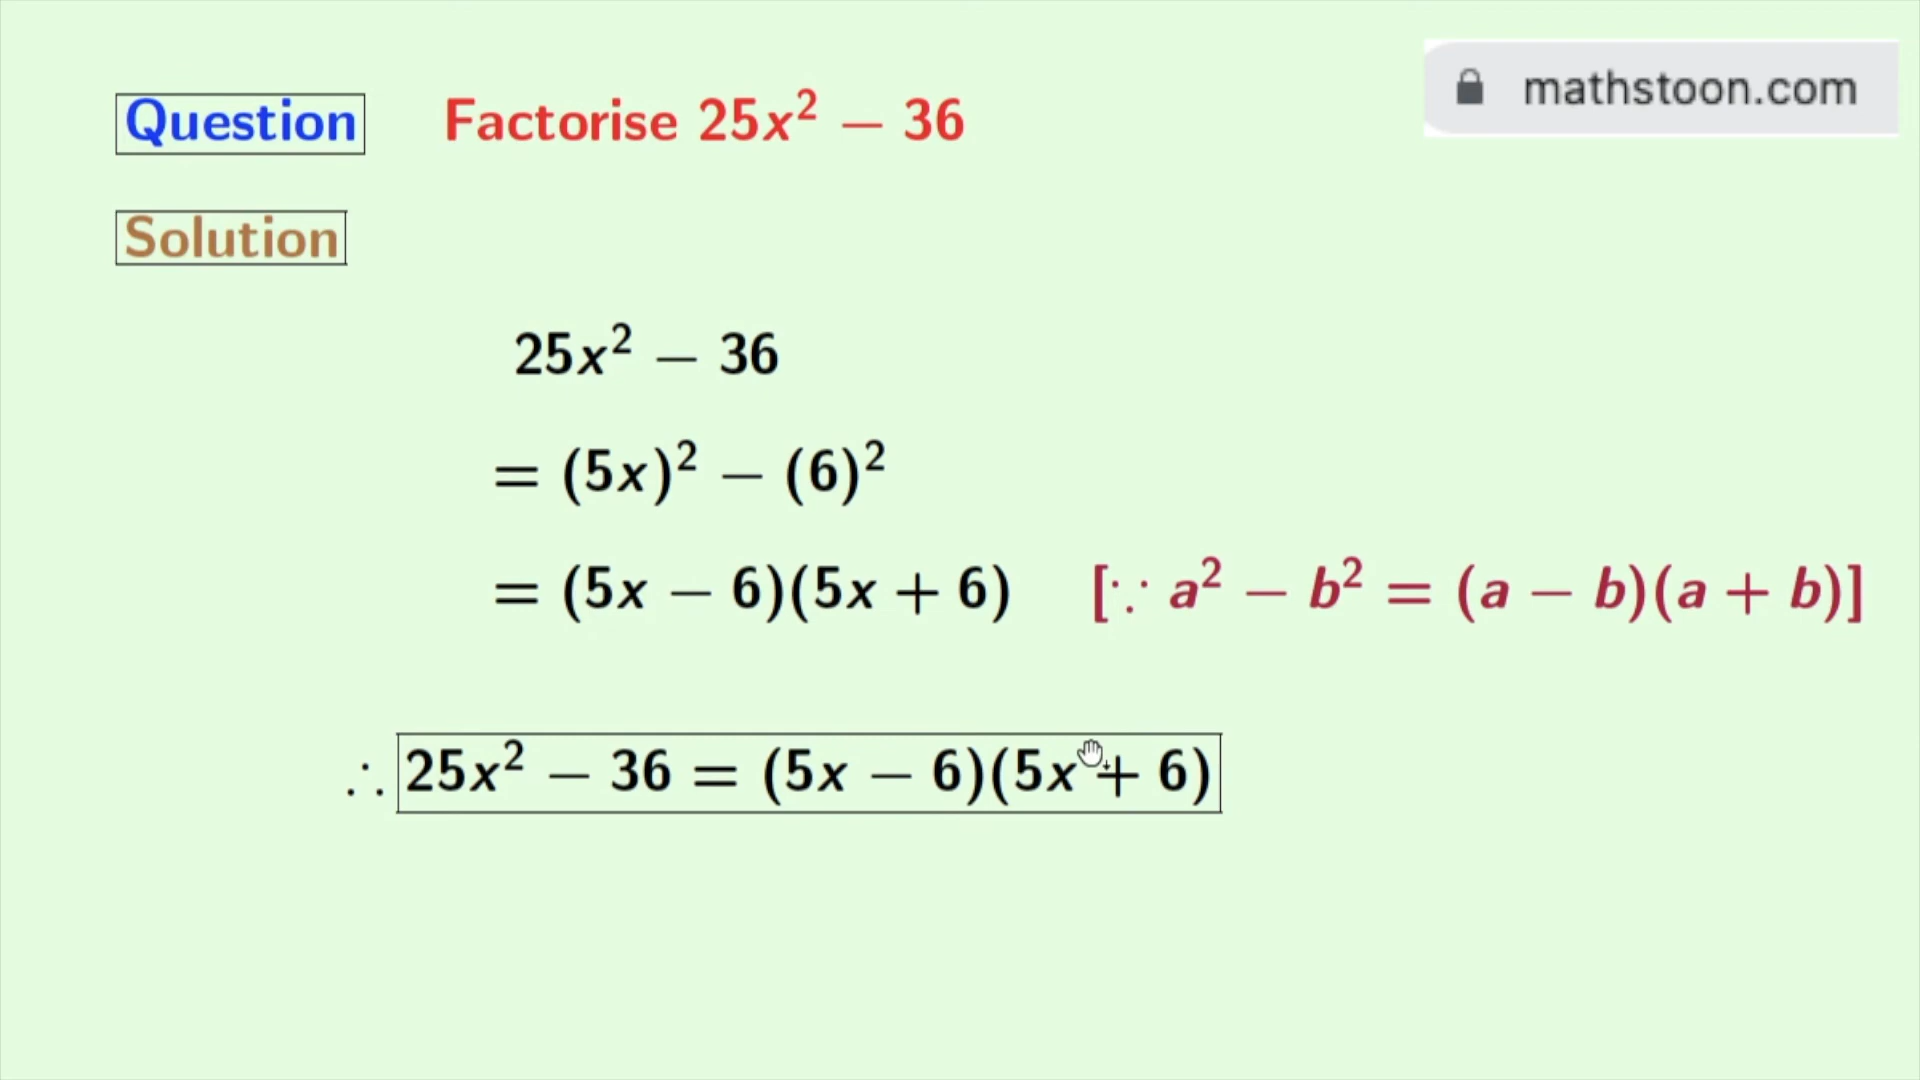 Question Factorise 25x² − 36
mathstoon.com
Solution
25x² − 36
= (5x)² − (6)²
= (5x − 6)(5x + 6) [∵ a² − b² = (a − b)(a + b)]
∴ 25x² − 36 = (5x − 6)(5x + 6)